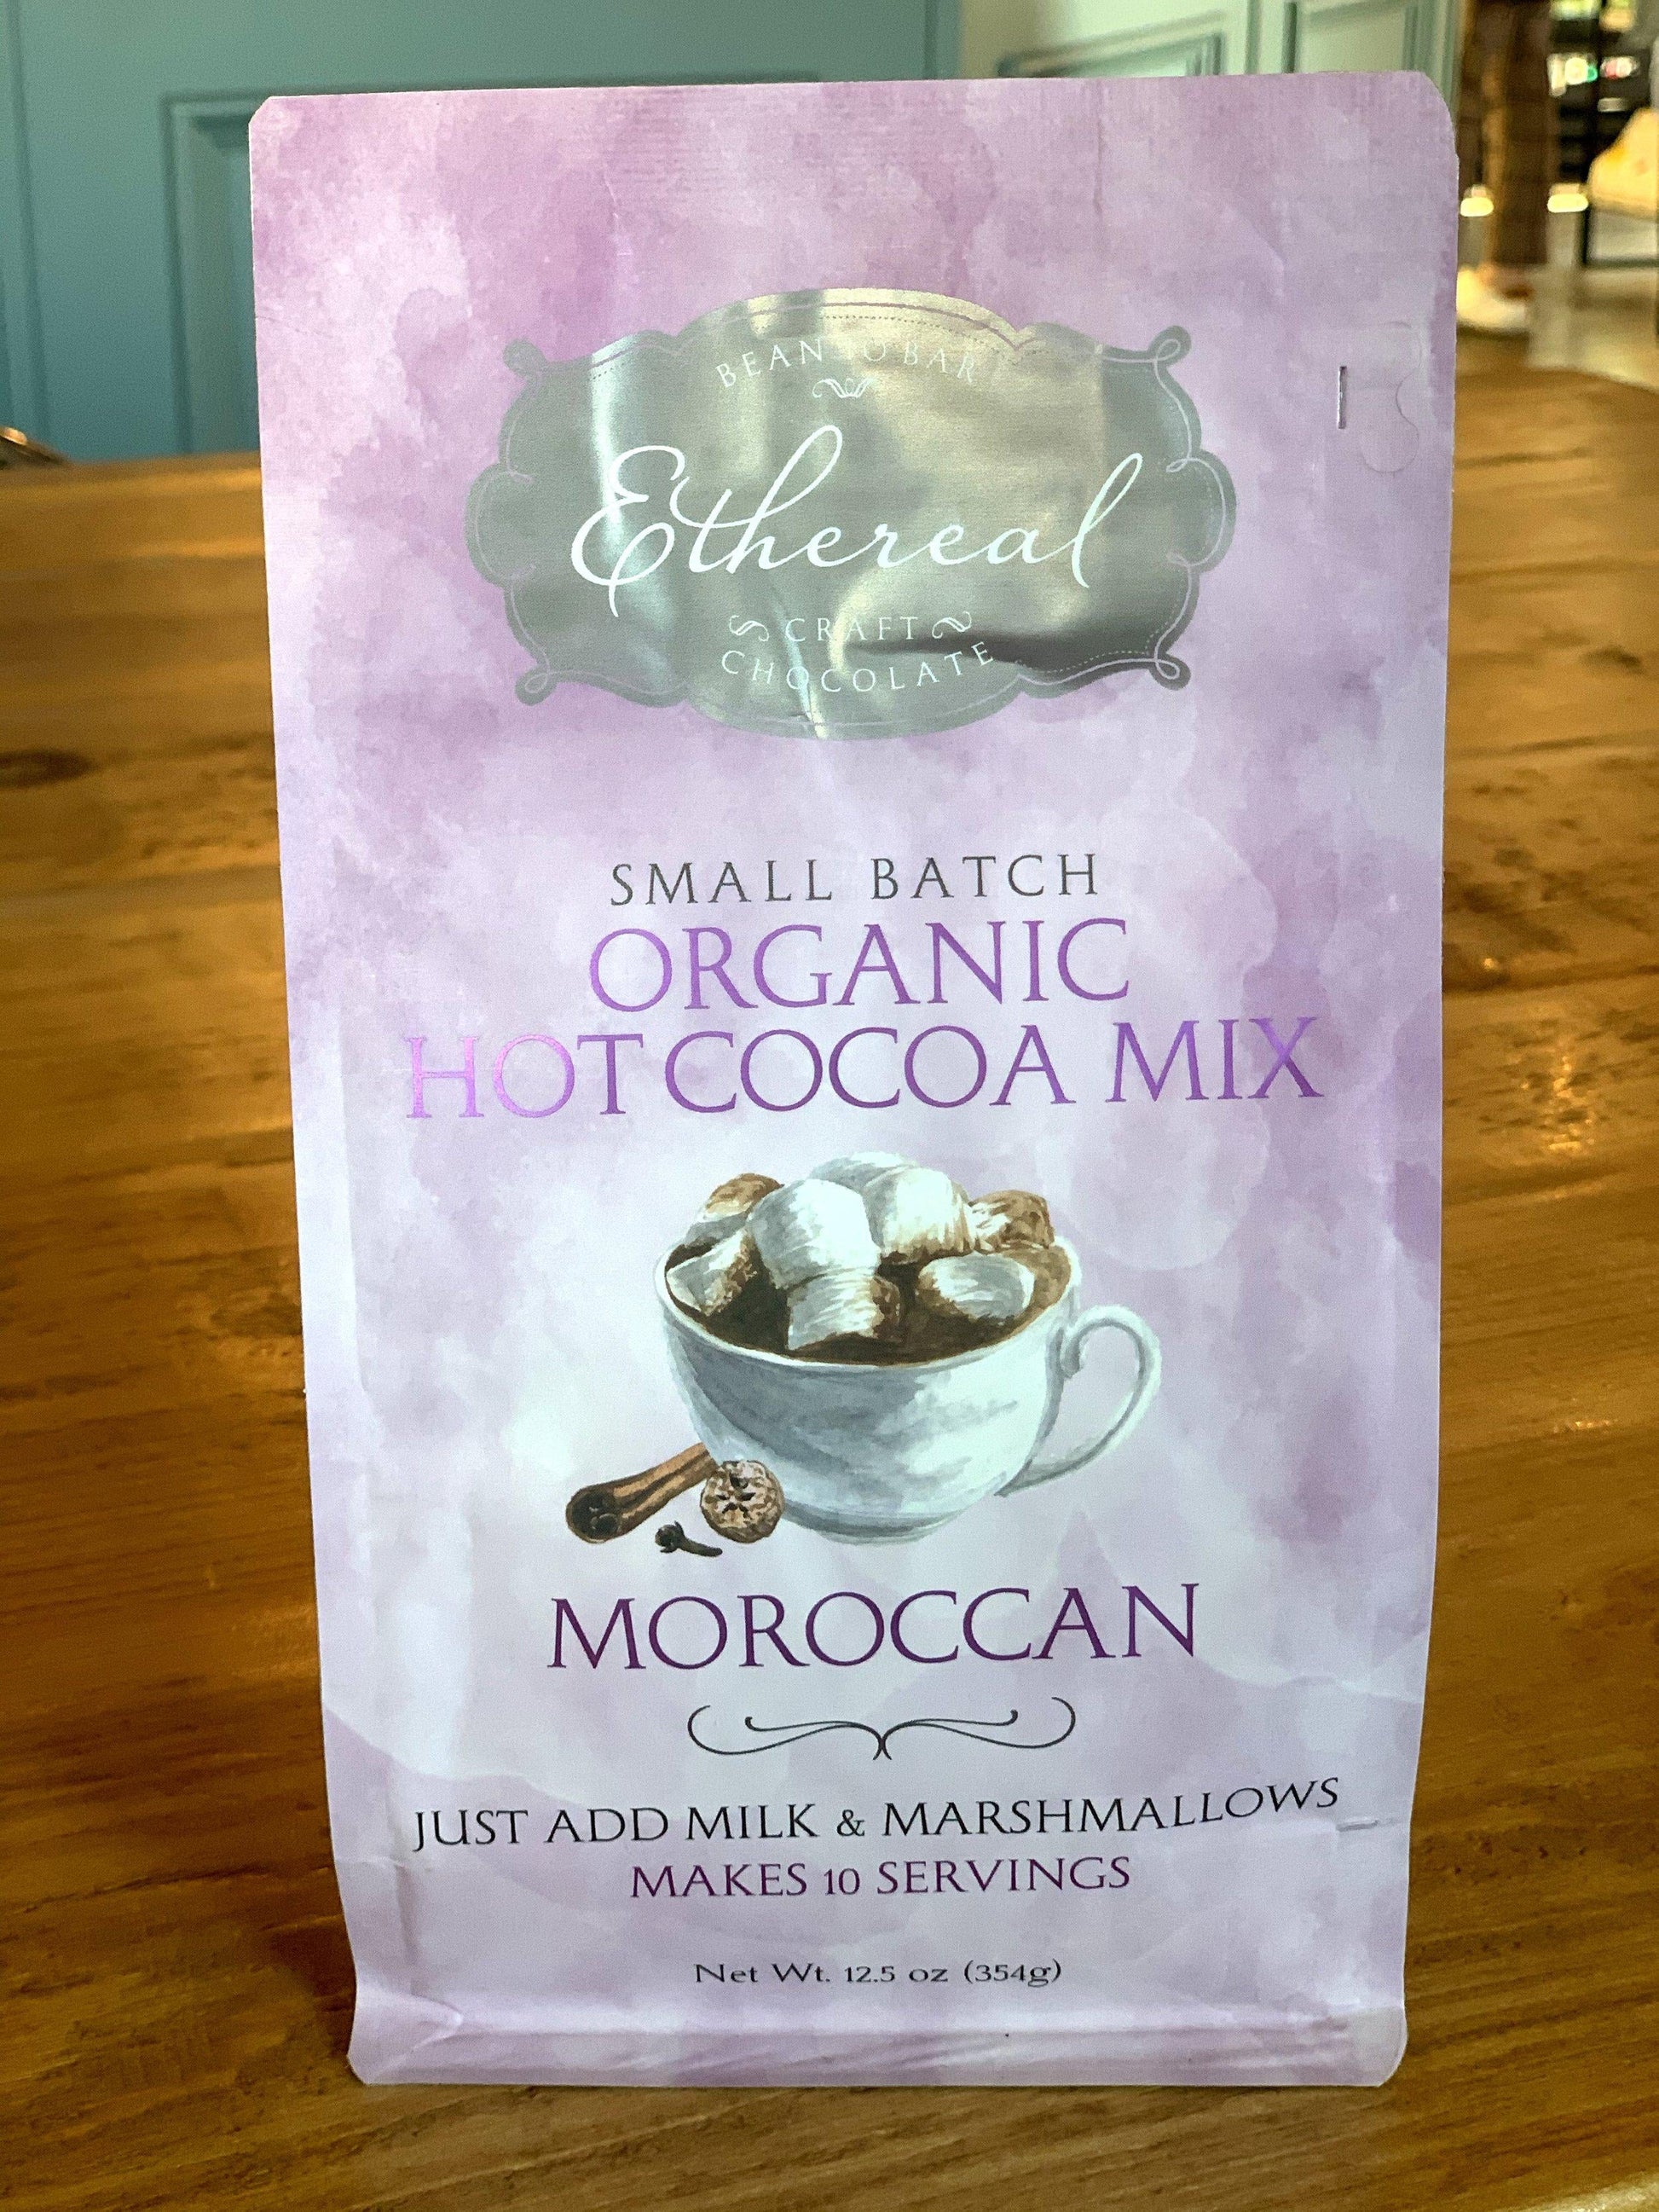 BEAN TO BAR
Ethereal
CRAFT
CHOCOLATE
SMALL BATCH
ORGANIC
HOT COCOA MIX
MOROCCAN
JUST ADD MILK & MARSHMALLOWS
MAKES 10 SERVINGS
Net Wt. 12.5 oz (354g)